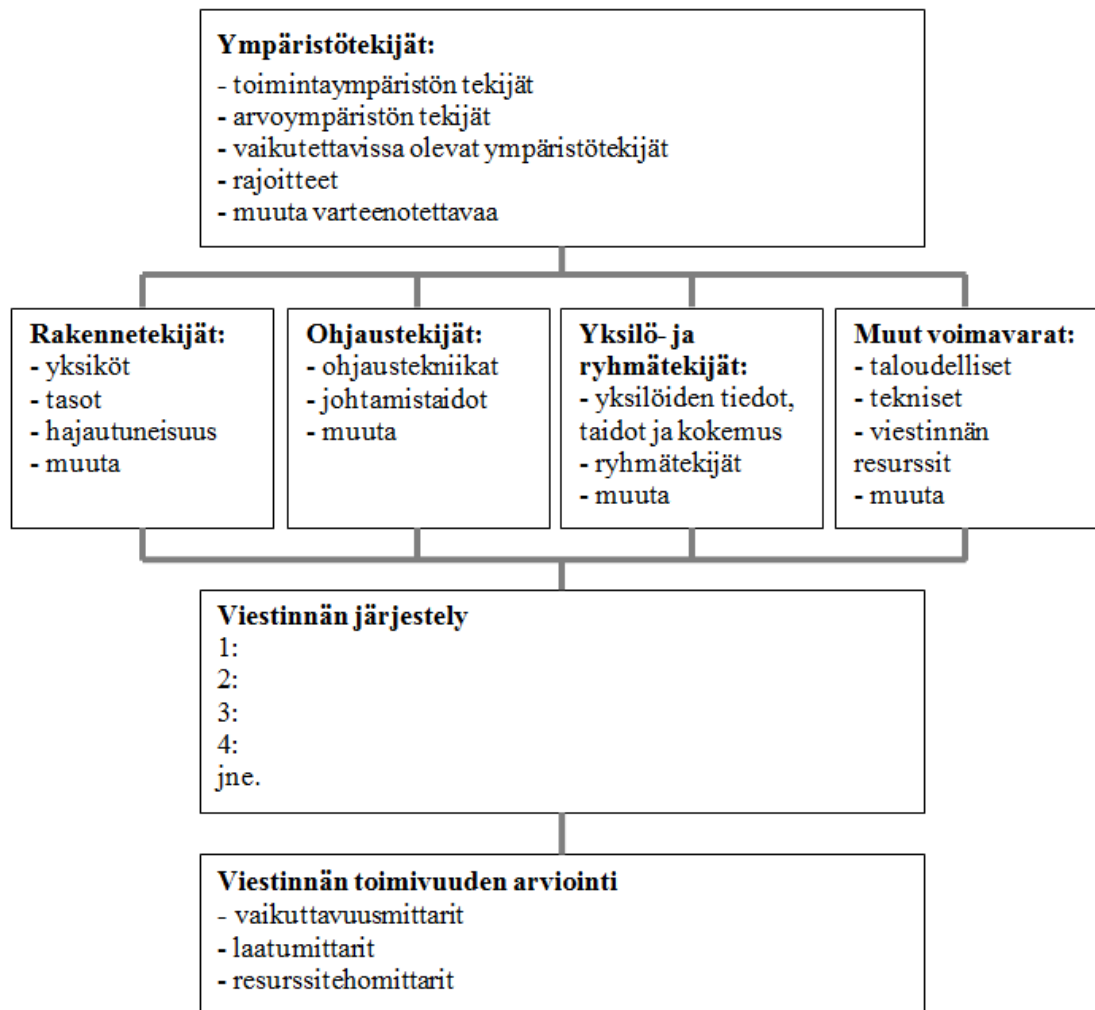 Ympäristötekijät:
- toimintaympäristön tekijät
- arvoympäristön tekijät
- vaikutettavissa olevat ympäristötekijät
- rajoitteet
- muuta varteenotettavaa
Rakennetekijät:
- yksiköt
- tasot
- hajautuneisuus
- muuta
Ohjaustekijät:
- ohjaustekniikat
- johtamistaidot
- muuta
Yksilö- ja
ryhmätekijät:
- yksilöiden tiedot,
taidot ja kokemus
- ryhmätekijät
- muuta
Muut voimavarat:
- taloudelliset
- tekniset
- viestinnän
resurssit
- muuta
Viestinnän järjestely
1:
2:
3:
4:
jne.
Viestinnän toimivuuden arviointi
- vaikuttavuusmittarit
- laatumittarit
- resurssitehomittarit